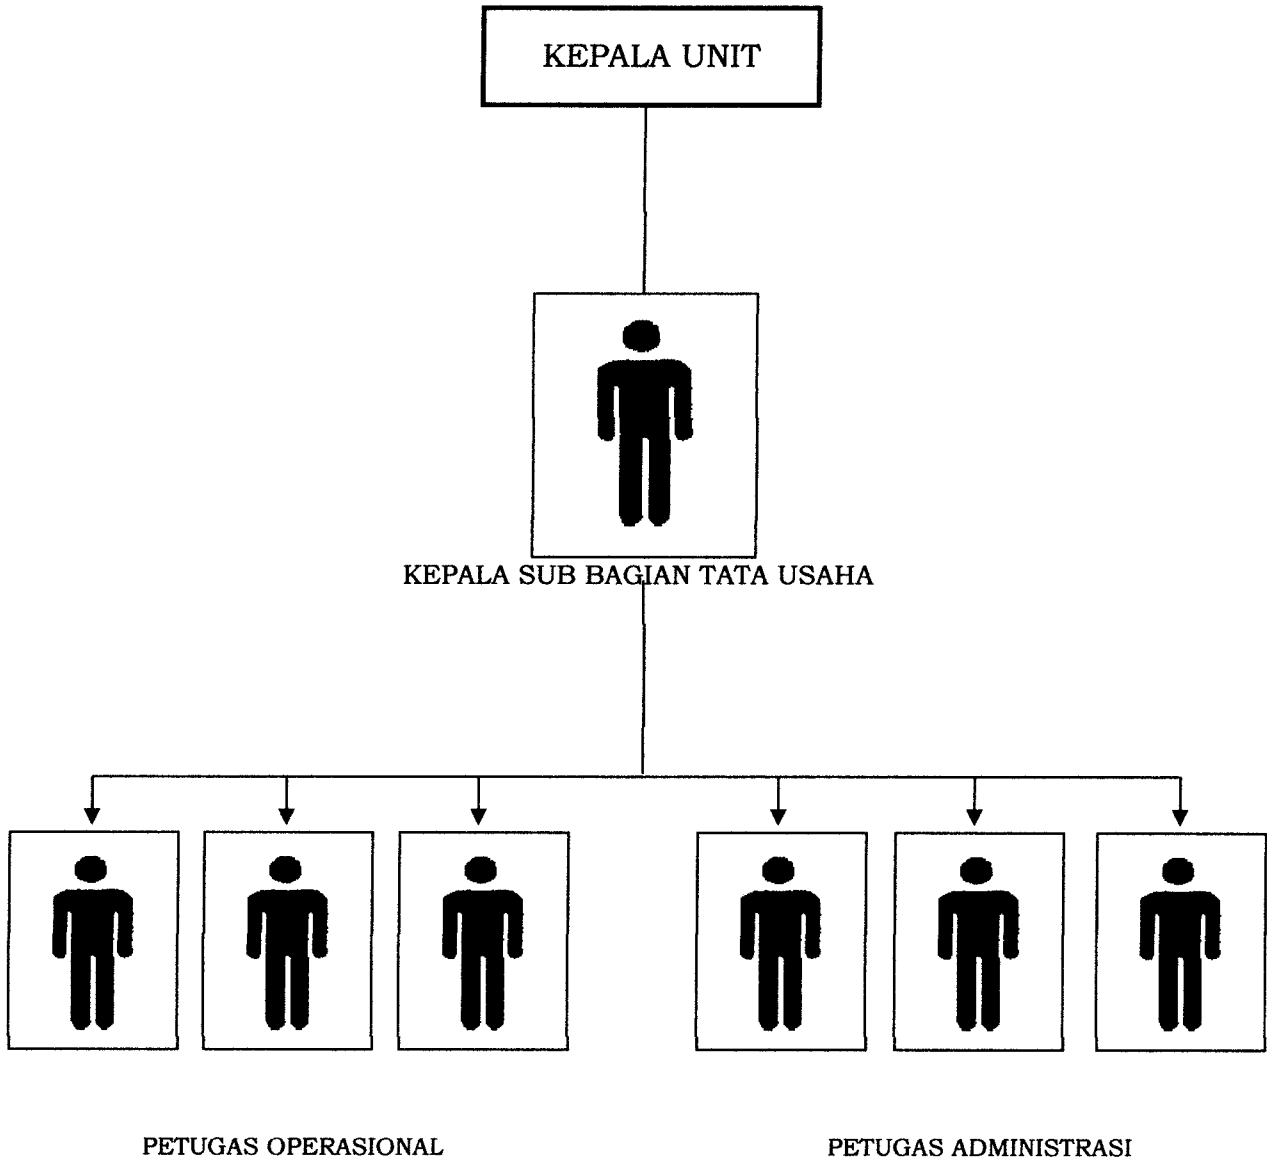 KEPALA UNIT
KEPALA SUB BAGIAN TATA USAHA
PETUGAS OPERASIONAL
PETUGAS ADMINISTRASI